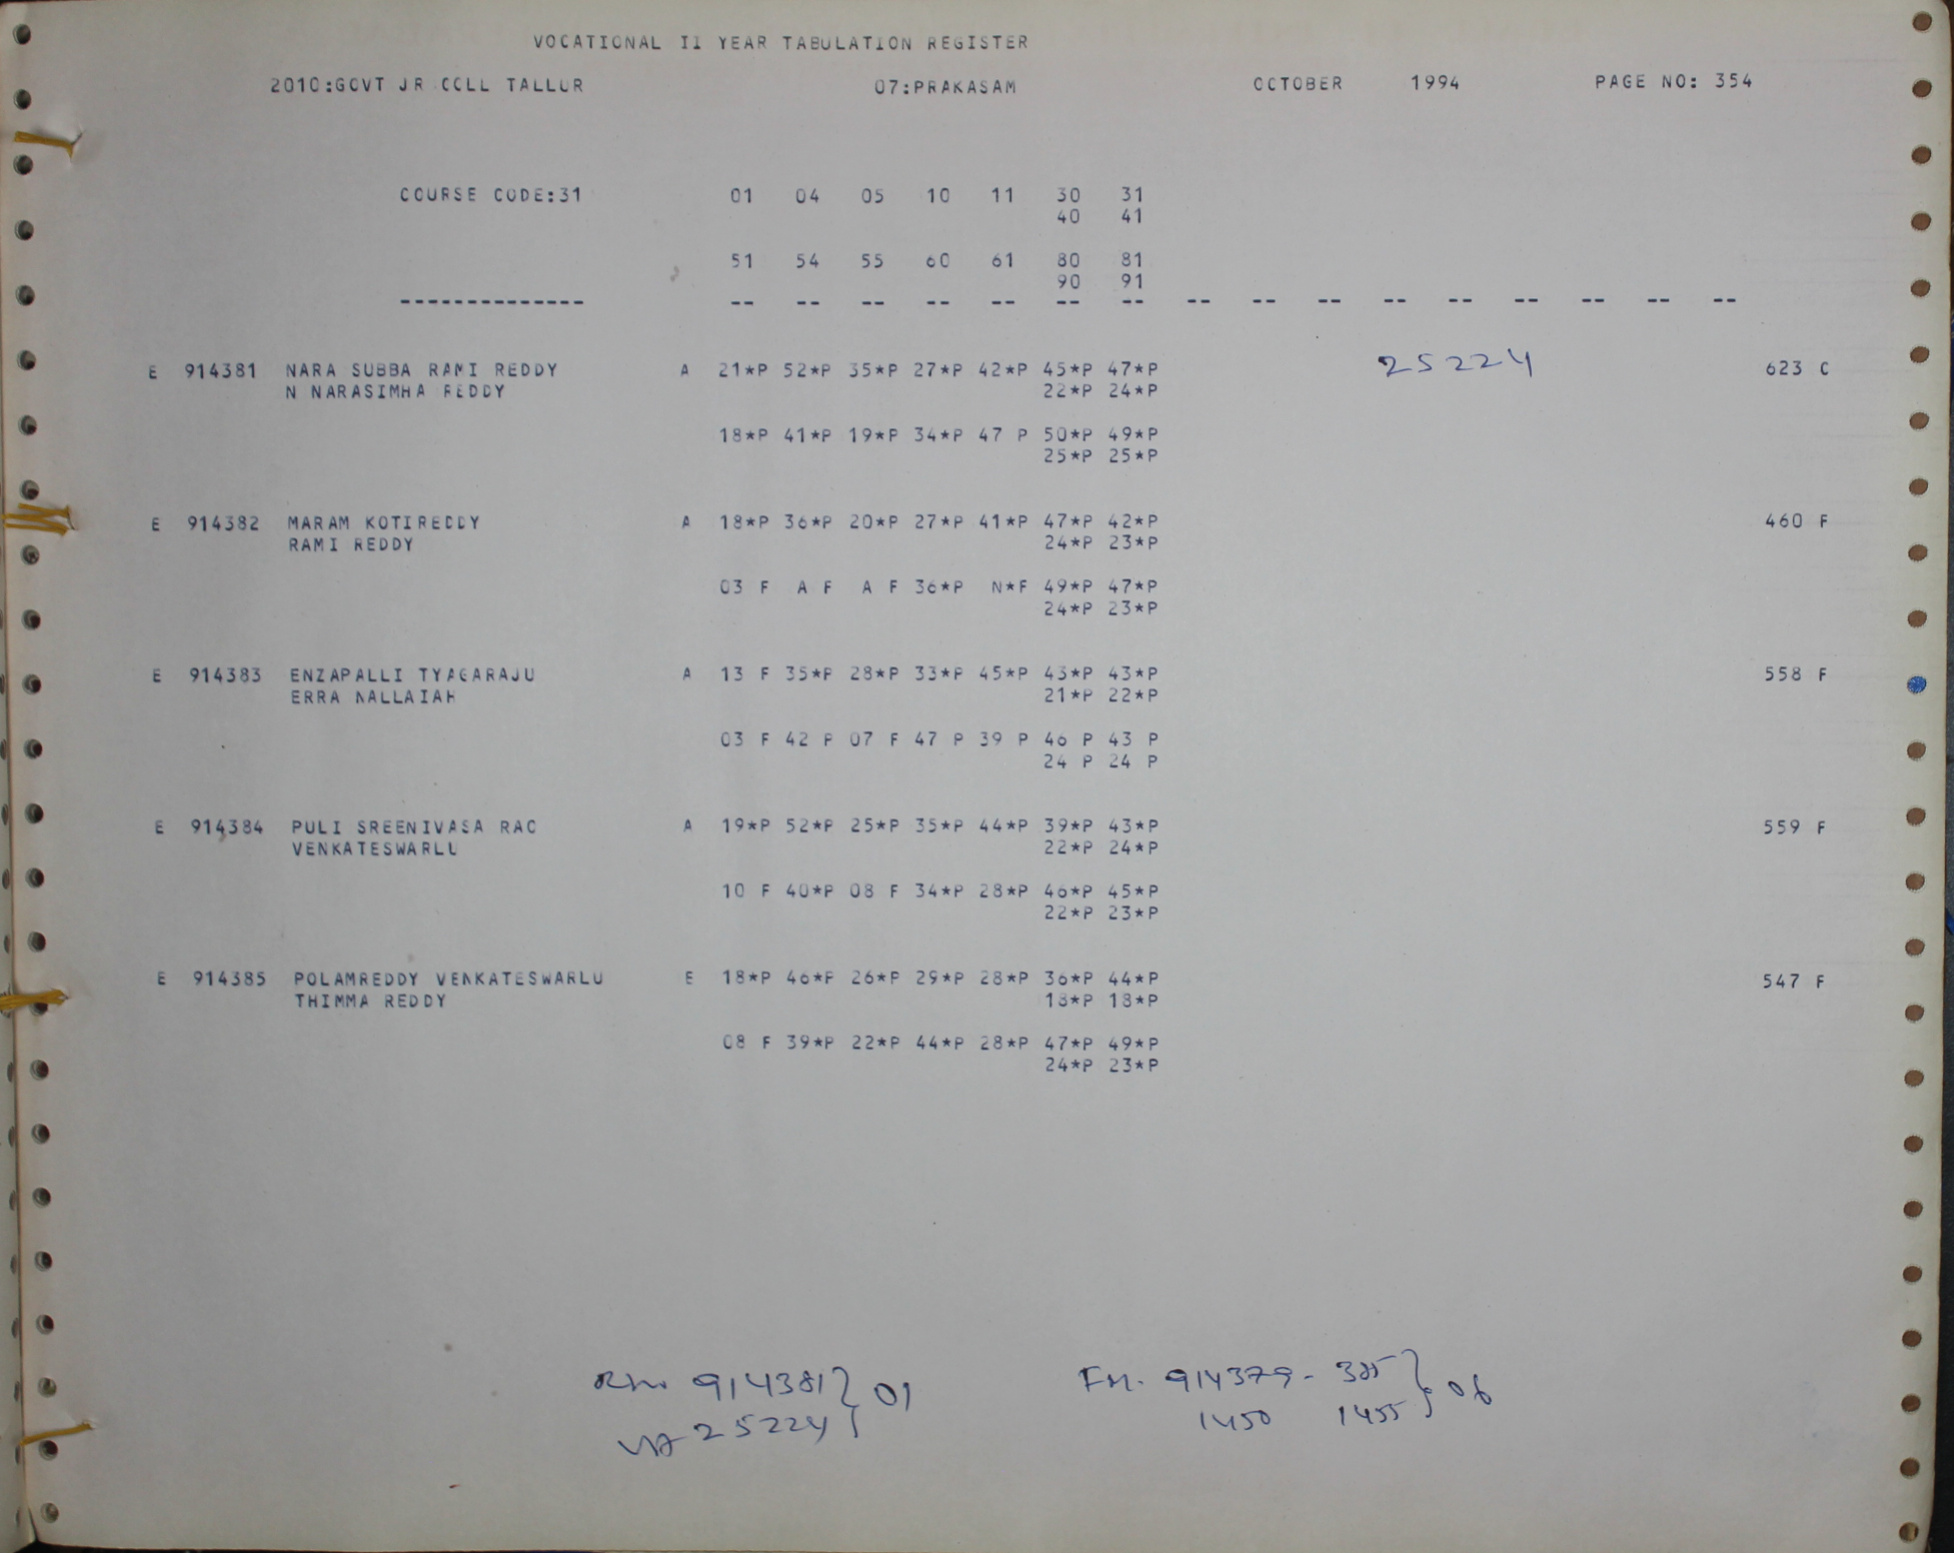 VOCATIONAL II YEAR TABULATION REGISTER
2010:GOVT JR COLL TALLUR 07:PRAKASAM OCTOBER 1994 PAGE NO: 354
COURSE CODE:31 01 04 05 10 11 30 31
40 41
51 54 55 60 61 80 81
90 91
-------------- -- -- -- -- -- -- -- -- -- -- -- -- -- -- -- --
E 914381 NARA SUBBA RAMI REDDY A 21*P 52*P 35*P 27*P 42*P 45*P 47*P 25224 623 C
N NARASIMHA REDDY 22*P 24*P
18*P 41*P 19*P 34*P 47 P 50*P 49*P
25*P 25*P
E 914382 MARAM KOTIREDDY A 18*P 36*P 20*P 27*P 41*P 47*P 42*P 460 F
RAMI REDDY 24*P 23*P
03 F A F A F 36*P N*F 49*P 47*P
24*P 23*P
E 914383 ENZAPALLI TYAGARAJU A 13 F 35*P 28*P 33*P 45*P 43*P 43*P 558 F
ERRA NALLAIAH 21*P 22*P
03 F 42 P 07 F 47 P 39 P 46 P 43 P
24 P 24 P
E 914384 PULI SREENIVASA RAO A 19*P 52*P 25*P 35*P 44*P 39*P 43*P 559 F
VENKATESWARLU 22*P 24*P
10 F 40*P 08 F 34*P 28*P 46*P 45*P
22*P 23*P
E 914385 POLAMREDDY VENKATESWARLU E 18*P 46*P 26*P 29*P 28*P 36*P 44*P 547 F
THIMMA REDDY 18*P 18*P
08 F 39*P 22*P 44*P 28*P 47*P 49*P
24*P 23*P
914381 } 01 FM. 914379 - 385 } 06
25224 1450 1455